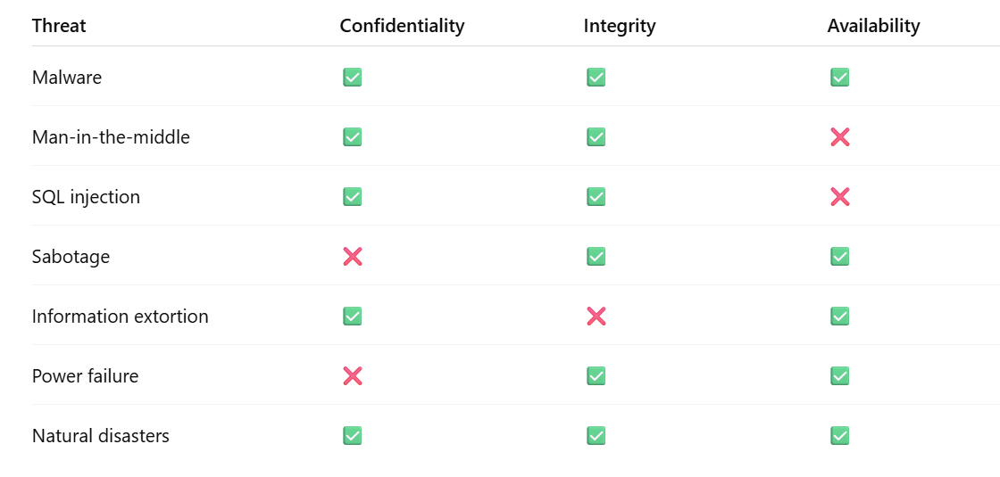 Threat Confidentiality Integrity Availability
Malware ✅ ✅ ✅
Man-in-the-middle ✅ ✅ ❌
SQL injection ✅ ✅ ❌
Sabotage ❌ ✅ ✅
Information extortion ✅ ❌ ✅
Power failure ❌ ✅ ✅
Natural disasters ✅ ✅ ✅